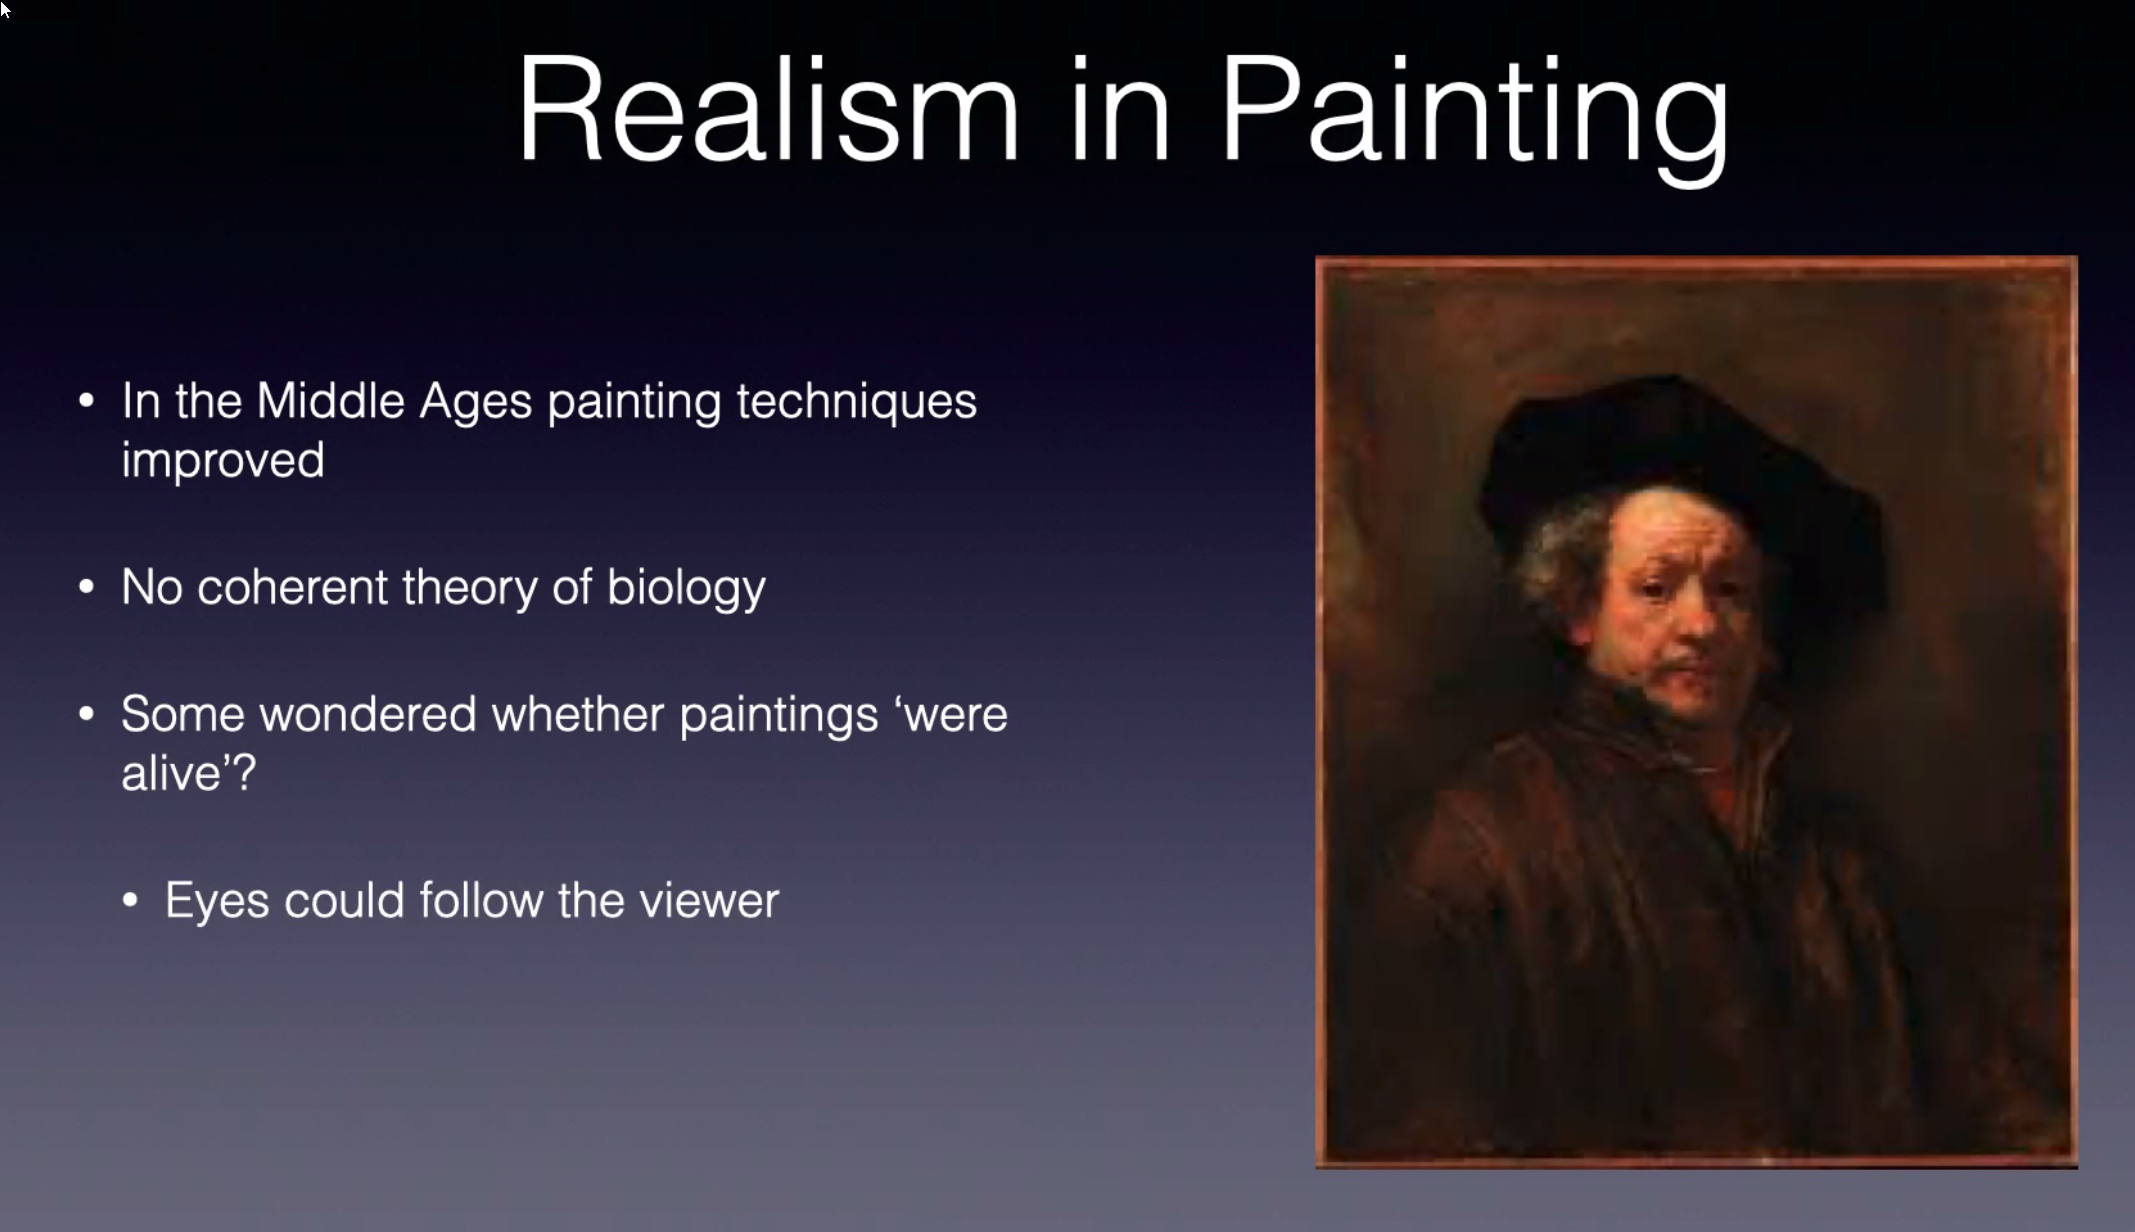 Realism in Painting
• In the Middle Ages painting techniques
improved
• No coherent theory of biology
• Some wondered whether paintings ‘were
alive’?
• Eyes could follow the viewer